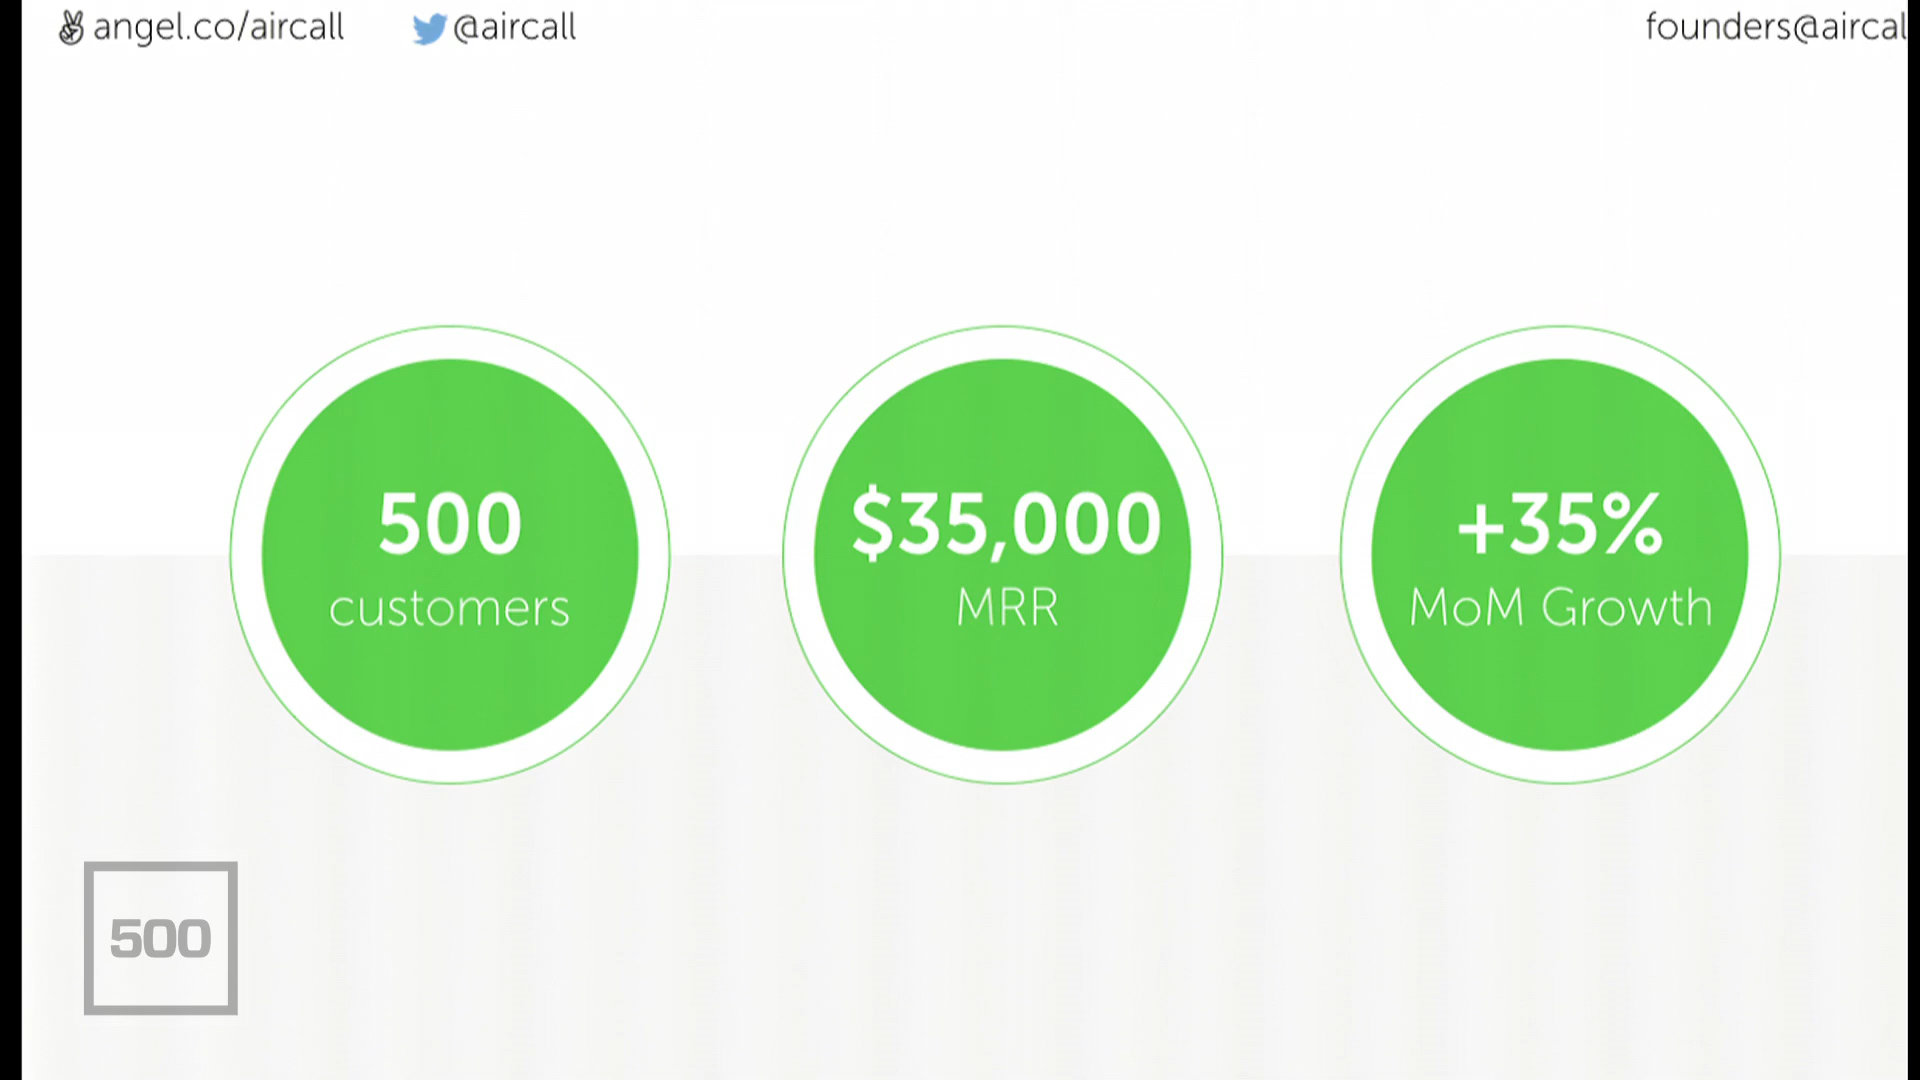 angel.co/aircall
@aircall
founders@aircal
500
customers
$35,000
MRR
+35%
MoM Growth
500